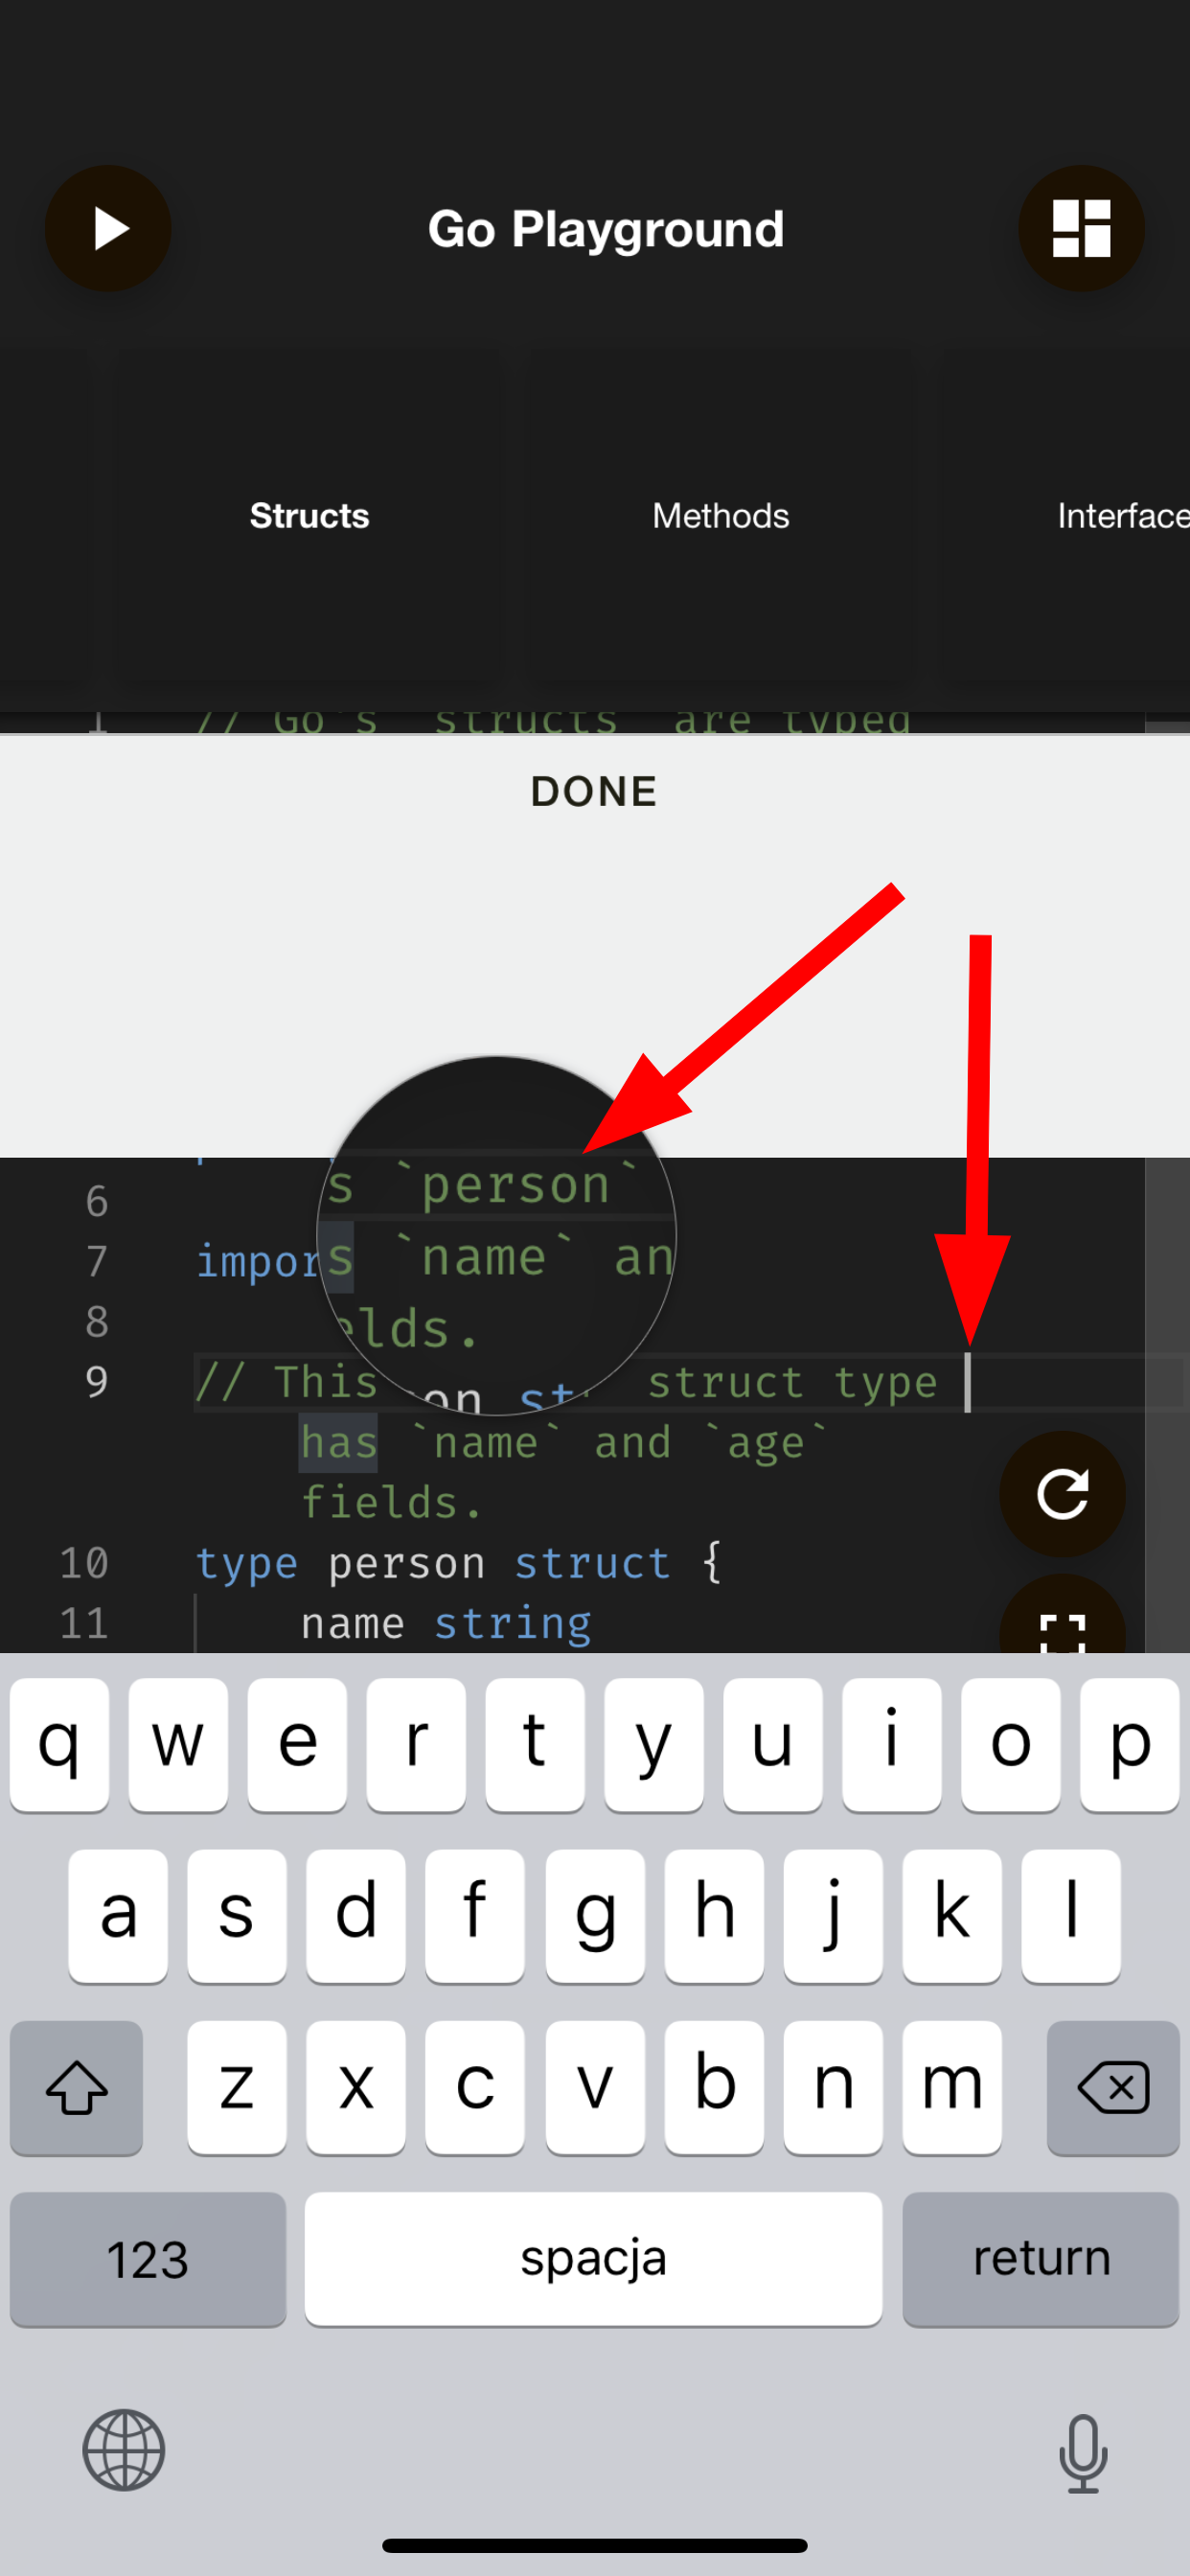 Go Playground
Structs Methods Interface
1 // Go's `structs` are typed
DONE
s `person`
s `name` an
elds.
on st
6
7 impor
8
9 // This struct type
has `name` and `age`
fields.
10 type person struct {
11 name string
q w e r t y u i o p
a s d f g h j k l
z x c v b n m
123 spacja return